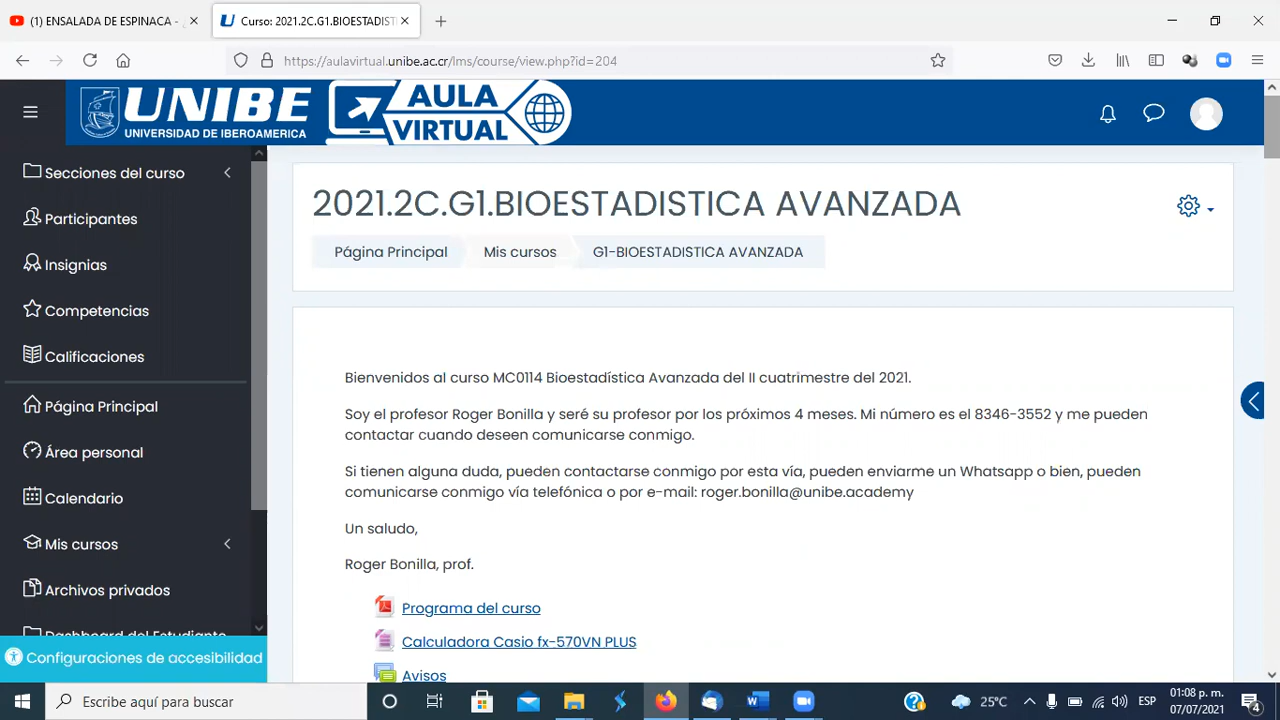 (1) ENSALADA DE ESPINACA -
Curso: 2021.2C.G1.BIOESTADIST
https://aulavirtual.unibe.ac.cr/lms/course/view.php?id=204
UNIBE
UNIVERSIDAD DE IBEROAMERICA
AULA
VIRTUAL
Secciones del curso
Participantes
Insignias
Competencias
Calificaciones
Página Principal
Área personal
Calendario
Mis cursos
Archivos privados
Dashboard del Estudiante
Configuraciones de accesibilidad
2021.2C.G1.BIOESTADISTICA AVANZADA
Página Principal
Mis cursos
G1-BIOESTADISTICA AVANZADA
Bienvenidos al curso MC0114 Bioestadística Avanzada del II cuatrimestre del 2021.
Soy el profesor Roger Bonilla y seré su profesor por los próximos 4 meses. Mi número es el 8346-3552 y me pueden
contactar cuando deseen comunicarse conmigo.
Si tienen alguna duda, pueden contactarse conmigo por esta vía, pueden enviarme un Whatsapp o bien, pueden
comunicarse conmigo vía telefónica o por e-mail: roger.bonilla@unibe.academy
Un saludo,
Roger Bonilla, prof.
Programa del curso
Calculadora Casio fx-570VN PLUS
Avisos
Escribe aquí para buscar
25°C
ESP
01:08 p. m.
07/07/2021
4